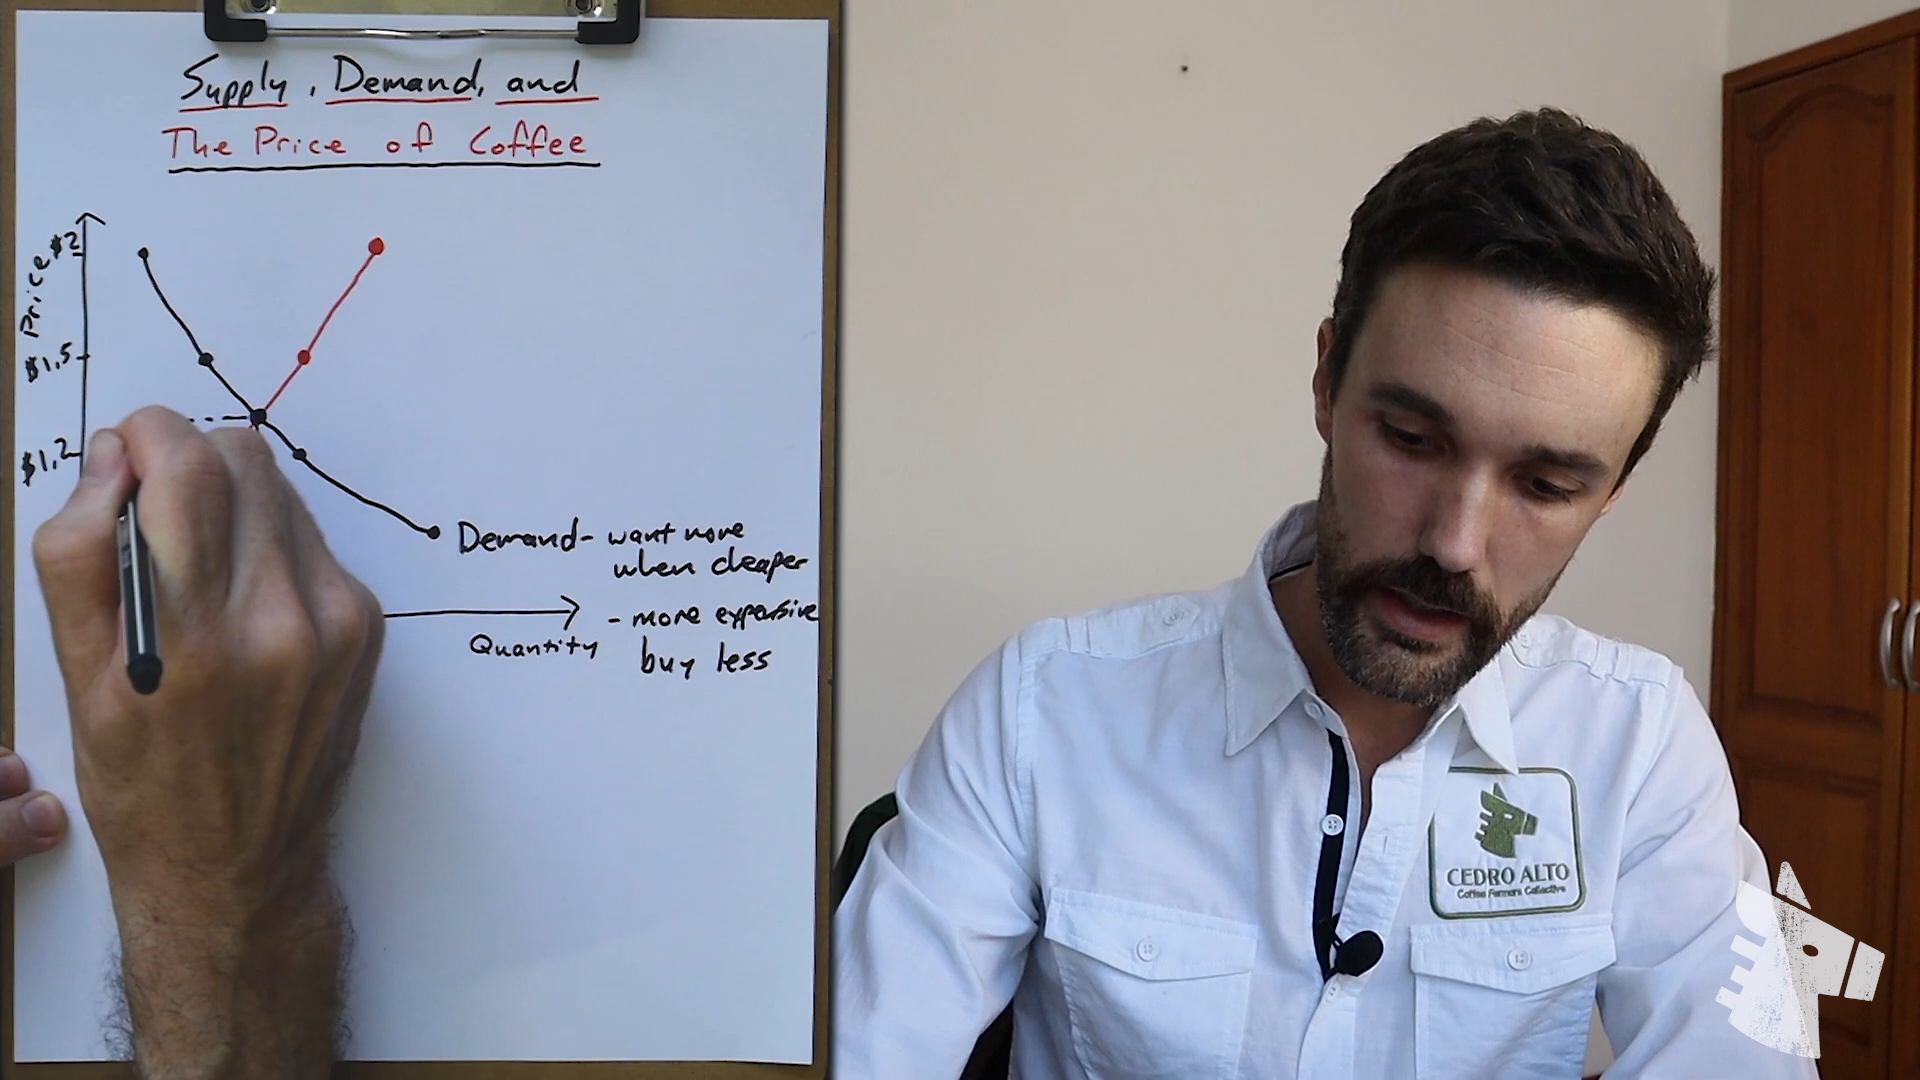 Supply, Demand, and
The Price of Coffee
Price
$2
$1,5
$1,2
Demand - want more
when cheaper
- more expensive
buy less
Quantity
CEDRO ALTO
Coffee Farmers Collective